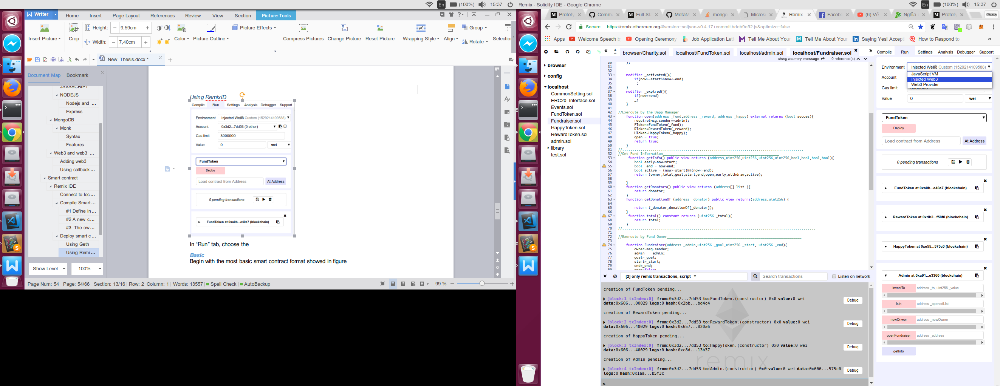 En (100%) 15:37
Remix - Solidity IDE - Google Chrome
En (100%) 15:37
Writer
Home Insert Page Layout References Review View Section Picture Tools
Insert Picture
Crop
Height: 9,59cm
Width: 7,40cm
Color Picture Outline
Picture Effects
Compress Pictures Change Picture Reset Picture
Wrapping Style Align
Group
Rotate
Selectio
New_Thesis.docx *
Document Map Bookmark
JAVASCRIPT
NODEJS
Nodejs and ...
Express
MongoDB
Monk
Syntax
Features
Web3 and web3 ...
Adding web3
Using callback...
Smart contract
Remix IDE
Connect to loc...
Compile Smart...
#1 Define in...
#2 A new c...
#3 The ow...
Deploy smart c...
Using Geth
Using Remi...
Show Level 100%
Using RemixID
Compile Run Settings Analysis Debugger Support
Environment Injected Web3 Custom (1529214109588)
Account 0x3d2...7dd53 (0 ether)
Gas limit 3000000
Value 0 wei
FundToken
Deploy
Load contract from Address At Address
0 pending transactions
FundToken at 0xa0b...e40e7 (blockchain)
In “Run” tab, choose the
Basic
Begin with the most basic smart contract format showed in figure
Page Num: 54 Page: 54/66 Section: 13/16 Row: 2 Column: 1 Words: 13557 Spell Check AutoBackup 99 %
Prototy Comm Full Sta MetaM mongo Micros Remix Facebo (6) Về Nghĩa Prototy Phuong
Secure https://remix.ethereum.org/#version=soljson-v0.4.17+commit.bdeb9e52.js&optimize=false
Apps Welcome Speech b Opening Ceremony Job Application Lett Tell Me About Your Tell Me About Your Saying Yes! Accept How to Respond to
browser/Charity.sol localhost/FundToken.sol localhost/admin.sol localhost/Fundraiser.sol
string memory message 0 reference(s)
browser
config
localhost
CommonSetting.sol
ERC20_Interface.sol
Events.sol
FundToken.sol
Fundraiser.sol
HappyToken.sol
RewardToken.sol
admin.sol
library
test.sol
30 );
31
32
33 modifier _activated(){
34 if(now>=start&&now<=end)
35 _;
36 }
37 modifier _expired(){
38 if(now>=end)
39 _;
40 }
41
42 //Exercute by the Dapp Manager
43 function open(address _fund,address _reward, address _happy) external returns (bool succes){
44 require(msg.sender==admin);
45 FToken=FundToken(_fund);
46 RToken=RewardToken(_reward);
47 HToken=HappyToken(_happy);
48 open = true;
49 return true;
50 }
51 //.......................................................................................
52 //Get Fund Information
53 function getInfo() public view returns (address,uint256,uint256,uint256,uint256,bool,bool,bool,bool){
54 bool early=now<start;
55 bool _end = now>end;
56 bool active = (now>=start)&&(now<=end);
57 return (owner,total,goal,start,end,open,early,withdraw,active);
58
59 }
60 function getDonators() public view returns (address[] list ){
61 return donator;
62 }
63 function getDonationOf (address _donator) public view returns(address,uint256) {
64
65 return (_donator,donationOf[_donator]);
66 }
67 function total() constant returns (uint256 _total){
68 return total;
69 }
70 //.............................................................................................
71
72 //Exercute by Fund Owner
73
74 function Fundraiser(address _admin,uint256 _goal,uint256 _start, uint256 _end){
75 owner=msg.sender;
76 admin = _admin;
77 goal=_goal;
78 start=_start;
79 end=_end;
80 open=false;
[2] only remix transactions, script Search transactions Listen on network
creation of FundToken pending...
[block:1 txIndex:0] from:0x3d2...7dd53 to:FundToken.(constructor) 0x0 value:0 wei
data:0x606...00029 logs:0 hash:0x2bb...bd4c4
Debug
creation of RewardToken pending...
[block:2 txIndex:0] from:0x3d2...7dd53 to:RewardToken.(constructor) 0x0 value:0 wei
data:0x606...40029 logs:0 hash:0x657...820a6
Debug
creation of HappyToken pending...
[block:3 txIndex:0] from:0x3d2...7dd53 to:HappyToken.(constructor) 0x0 value:0 wei
data:0x606...40029 logs:0 hash:0xc8d...13b37
Debug
creation of Admin pending...
[block:4 txIndex:0] from:0x3d2...7dd53 to:Admin.(constructor) 0x0 value:0 wei data:0x606...575c0
logs:0 hash:0x1aa...b5f3c
Debug
remix
>
Compile Run Settings Analysis Debugger Support
Environment Injected Web3 Custom (1529214109588)
JavaScript VM
Injected Web3
Web3 Provider
Account
Gas limit 3000000
Value 0 wei
FundToken
Deploy
Load contract from Address At Address
0 pending transactions
FundToken at 0xa0b...e40e7 (blockchain)
RewardToken at 0xdb2...f58f6 (blockchain)
HappyToken at 0xe55...575c0 (blockchain)
Admin at 0xa91...e3360 (blockchain)
investTo address _to, uint256 _value
isIn address _openedList
newOnwer address _newOwner
openFundraiser address _address
getInfo